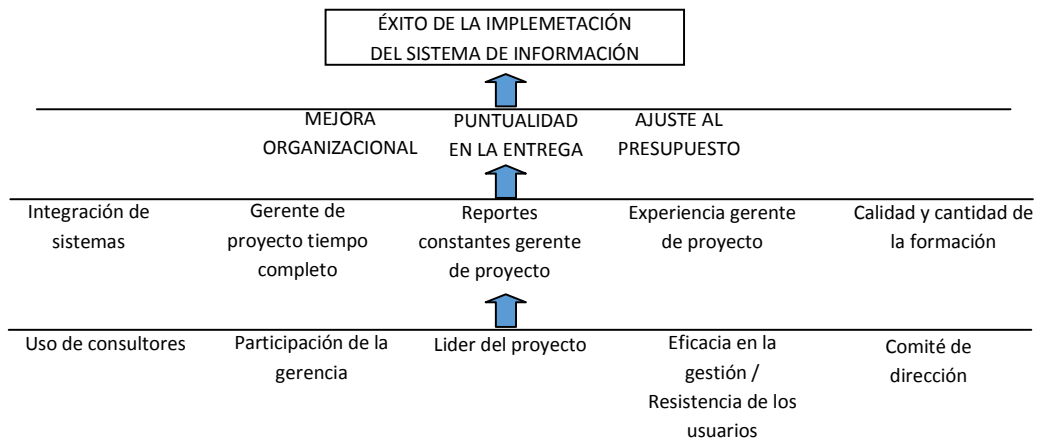 ÉXITO DE LA IMPLEMETACIÓN
DEL SISTEMA DE INFORMACIÓN
MEJORA
ORGANIZACIONAL
PUNTUALIDAD
EN LA ENTREGA
AJUSTE AL
PRESUPUESTO
Integración de
sistemas
Gerente de
proyecto tiempo
completo
Reportes
constantes gerente
de proyecto
Experiencia gerente
de proyecto
Calidad y cantidad de
la formación
Uso de consultores
Participación de la
gerencia
Lider del proyecto
Eficacia en la
gestión /
Resistencia de los
usuarios
Comité de
dirección